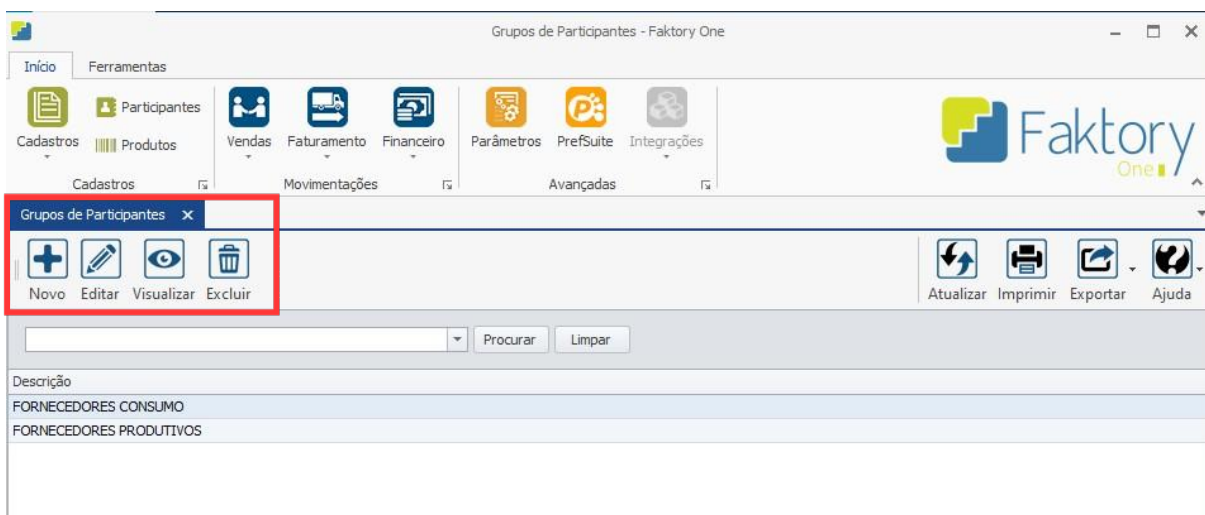 Grupos de Participantes - Faktory One
Início Ferramentas
Participantes
Cadastros Produtos Vendas Faturamento Financeiro Parâmetros PrefSuite Integrações
Faktory
One
Cadastros Movimentações Avançadas
Grupos de Participantes
Novo Editar Visualizar Excluir Atualizar Imprimir Exportar Ajuda
Procurar Limpar
Descrição
FORNECEDORES CONSUMO
FORNECEDORES PRODUTIVOS